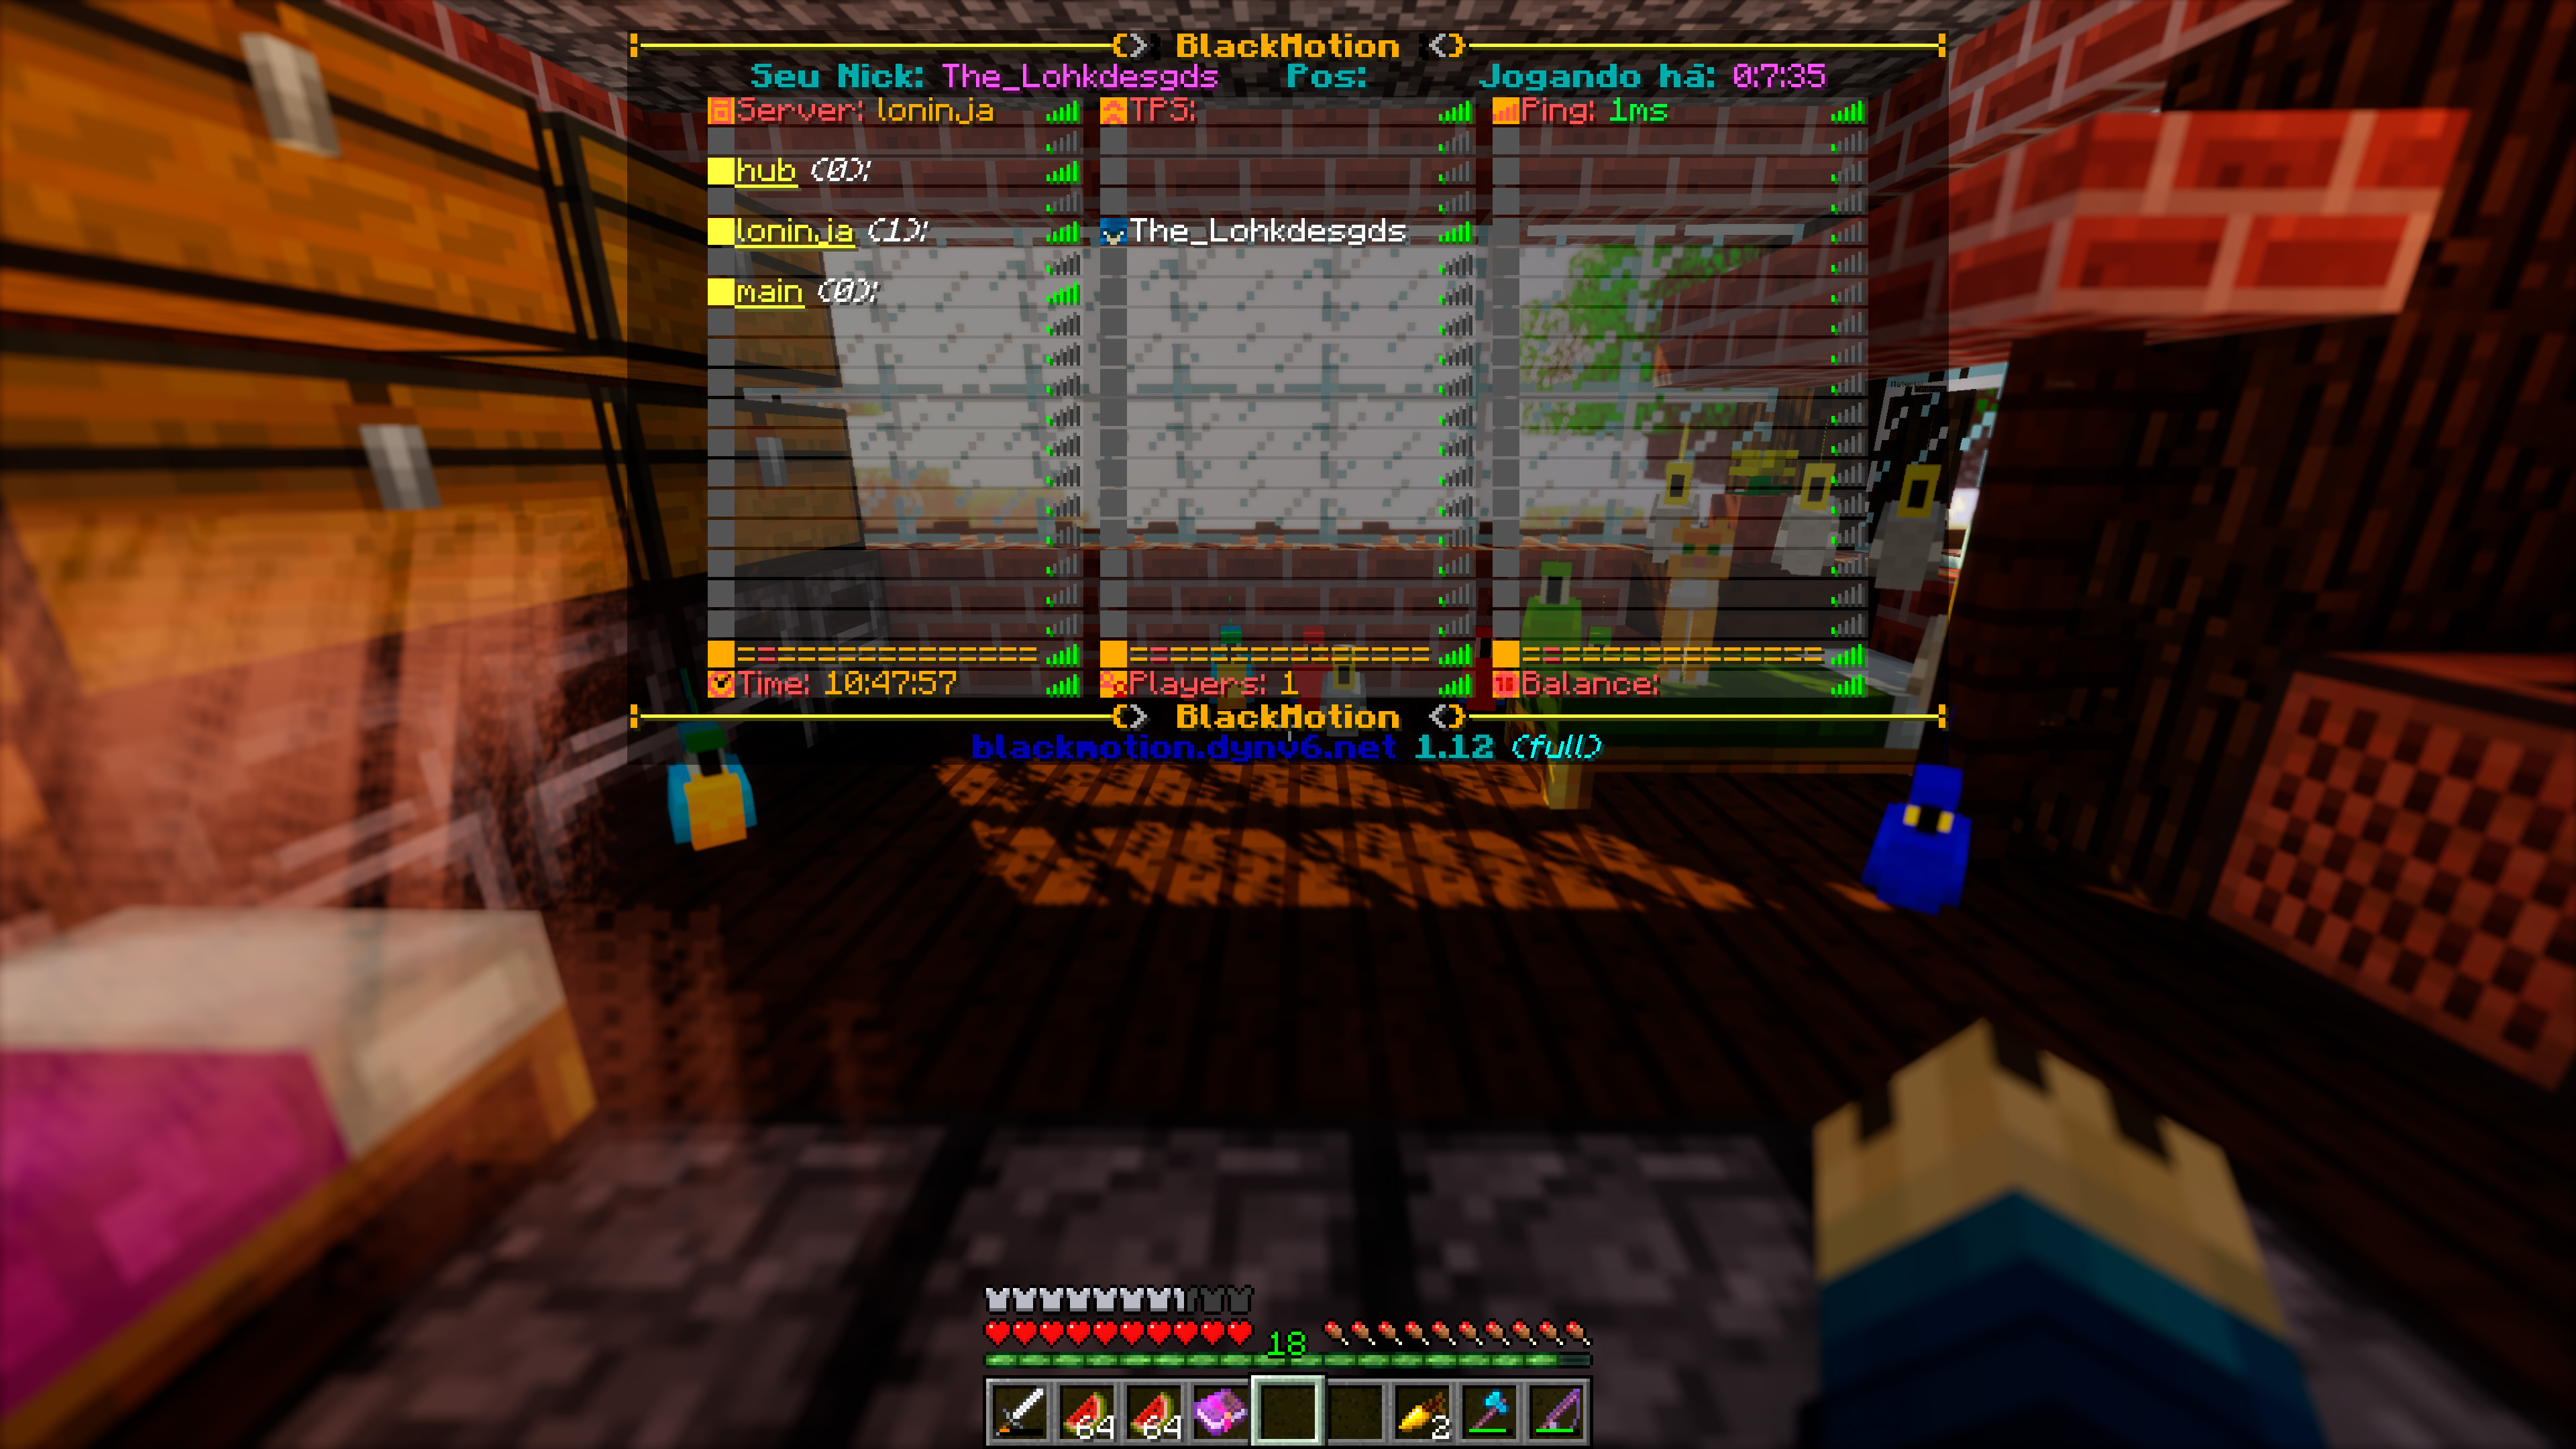 BlackMotion
Seu Nick: The_Lohkdesgds Pos: Jogando há: 0:7:35
Server: loninja TPS: Ping: 1ms
hub (0):
loninja (1): The_Lohkdesgds
main (0):
=============== =============== ===============
Time: 10:47:57 Players: 1 Balance:
BlackMotion
blackmotion.dynv6.net 1.12 (full)
18
64 64 2